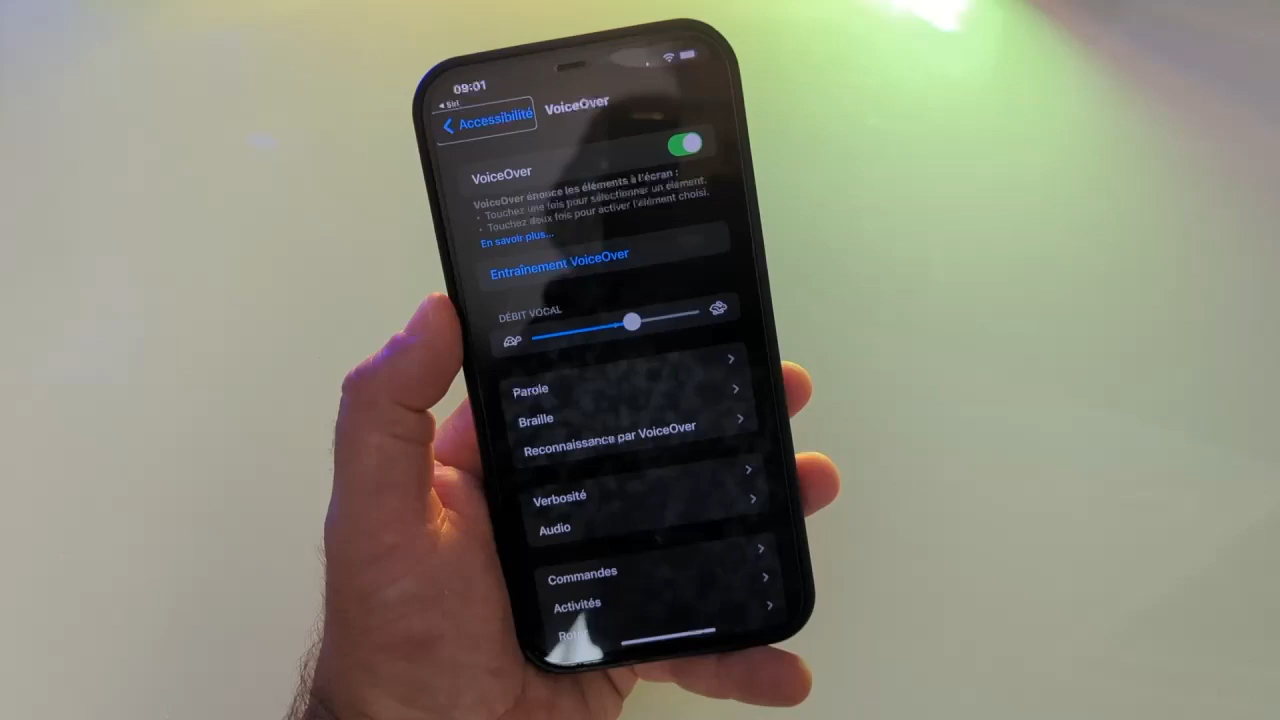 09:01
◀ Siri
Accessibilité
VoiceOver
VoiceOver
VoiceOver énonce les éléments à l'écran :
• Touchez une fois pour sélectionner un élément.
• Touchez deux fois pour activer l'élément choisi.
En savoir plus...
Entraînement VoiceOver
DÉBIT VOCAL
Parole
Braille
Reconnaissance par VoiceOver
Verbosité
Audio
Commandes
Activités
Rotor